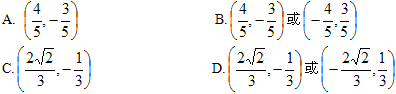 A. (4/5, -3/5) B. (4/5, -3/5)或(-4/5, 3/5)
C. (2√2/3, -1/3) D. (2√2/3, -1/3)或(-2√2/3, 1/3)